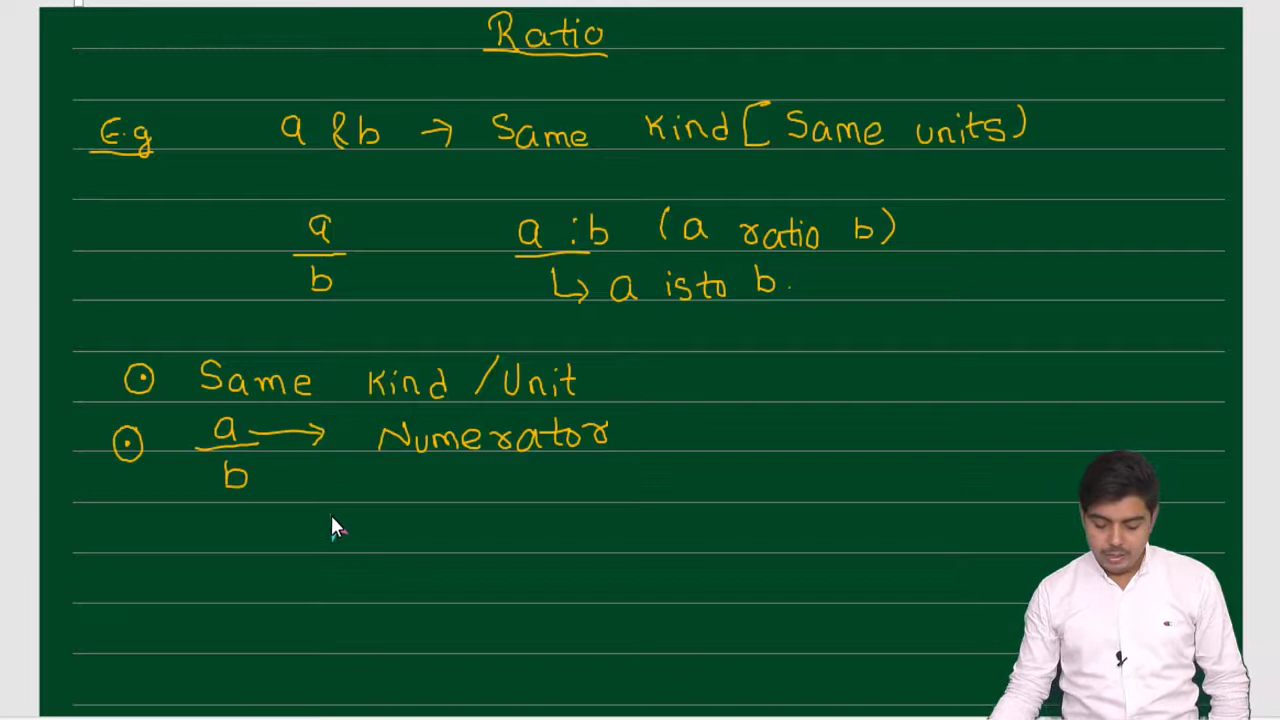 Ratio
E.g a & b → Same Kind [Same units)
a/b a : b (a ratio b)
↳ a is to b.
⊙ Same Kind / Unit
⊙ a/b → Numerator